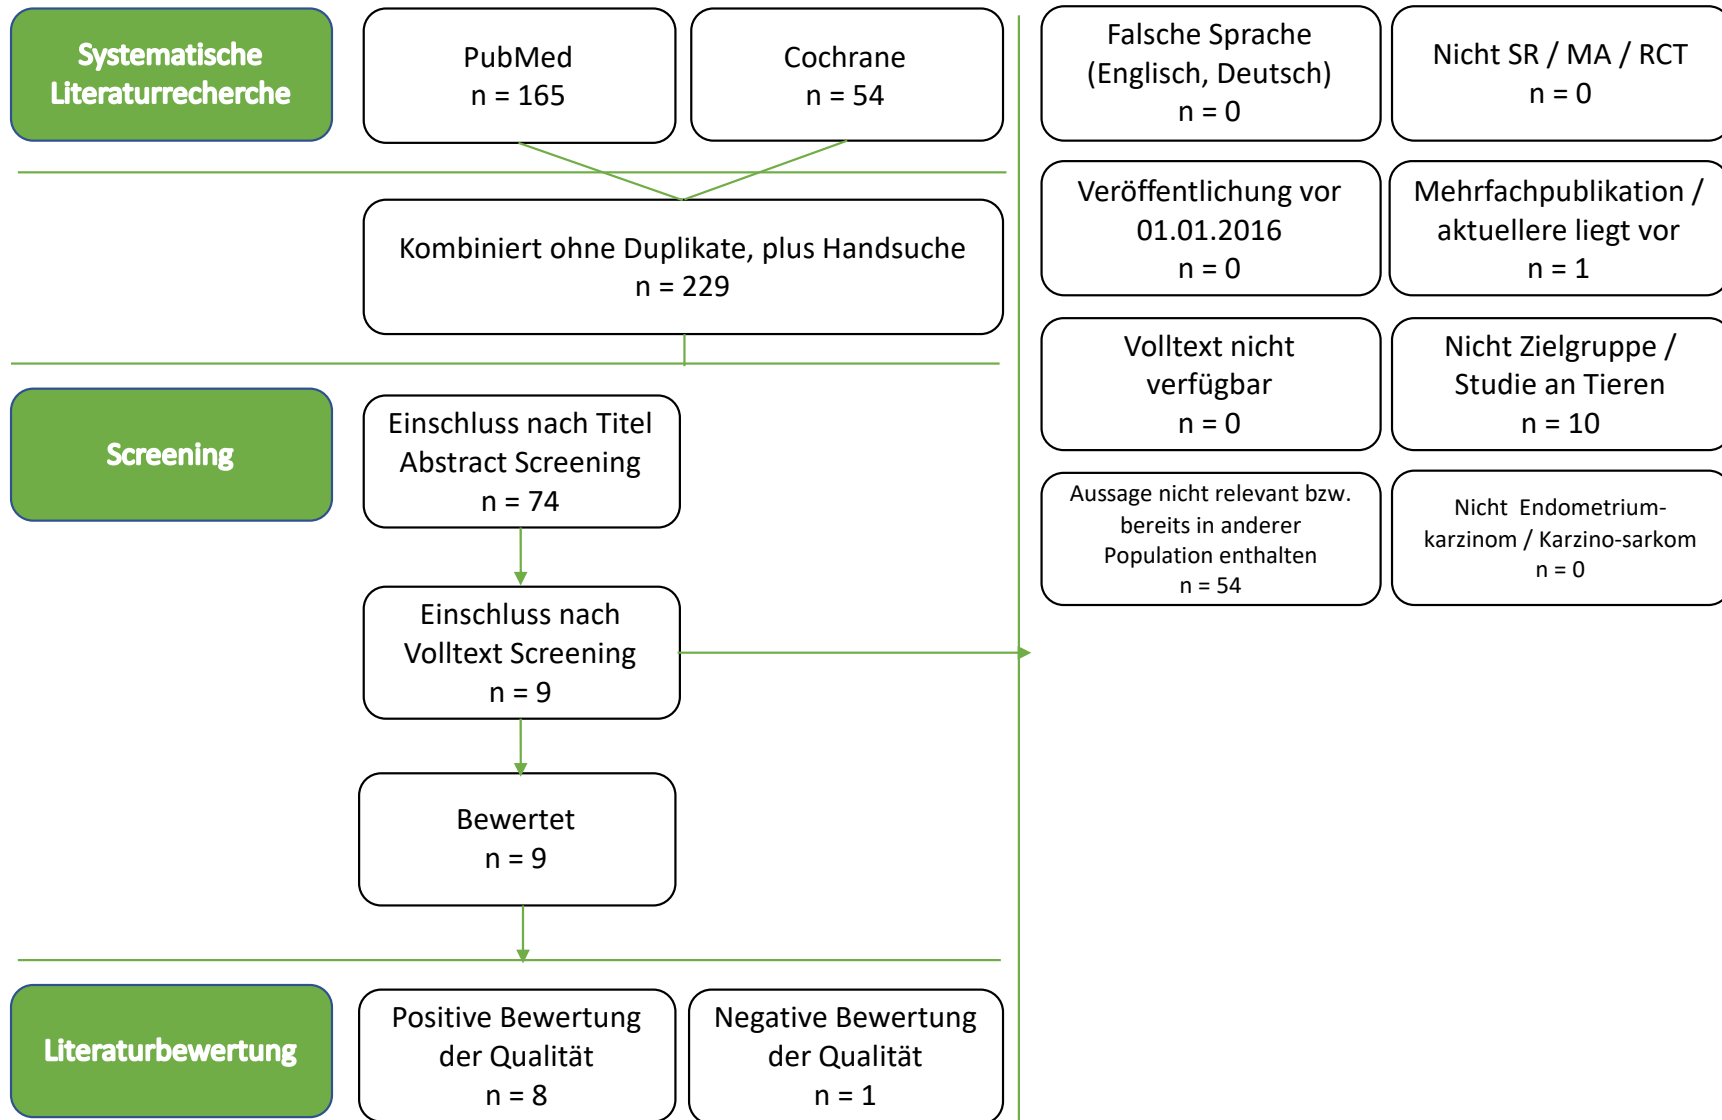 Systematische
Literaturrecherche
PubMed
n = 165
Cochrane
n = 54
Kombiniert ohne Duplikate, plus Handsuche
n = 229
Screening
Einschluss nach Titel
Abstract Screening
n = 74
Einschluss nach
Volltext Screening
n = 9
Bewertet
n = 9
Literaturbewertung
Positive Bewertung
der Qualität
n = 8
Negative Bewertung
der Qualität
n = 1
Falsche Sprache
(Englisch, Deutsch)
n = 0
Nicht SR / MA / RCT
n = 0
Veröffentlichung vor
01.01.2016
n = 0
Mehrfachpublikation /
aktuellere liegt vor
n = 1
Volltext nicht
verfügbar
n = 0
Nicht Zielgruppe /
Studie an Tieren
n = 10
Aussage nicht relevant bzw.
bereits in anderer
Population enthalten
n = 54
Nicht Endometrium-
karzinom / Karzino-sarkom
n = 0